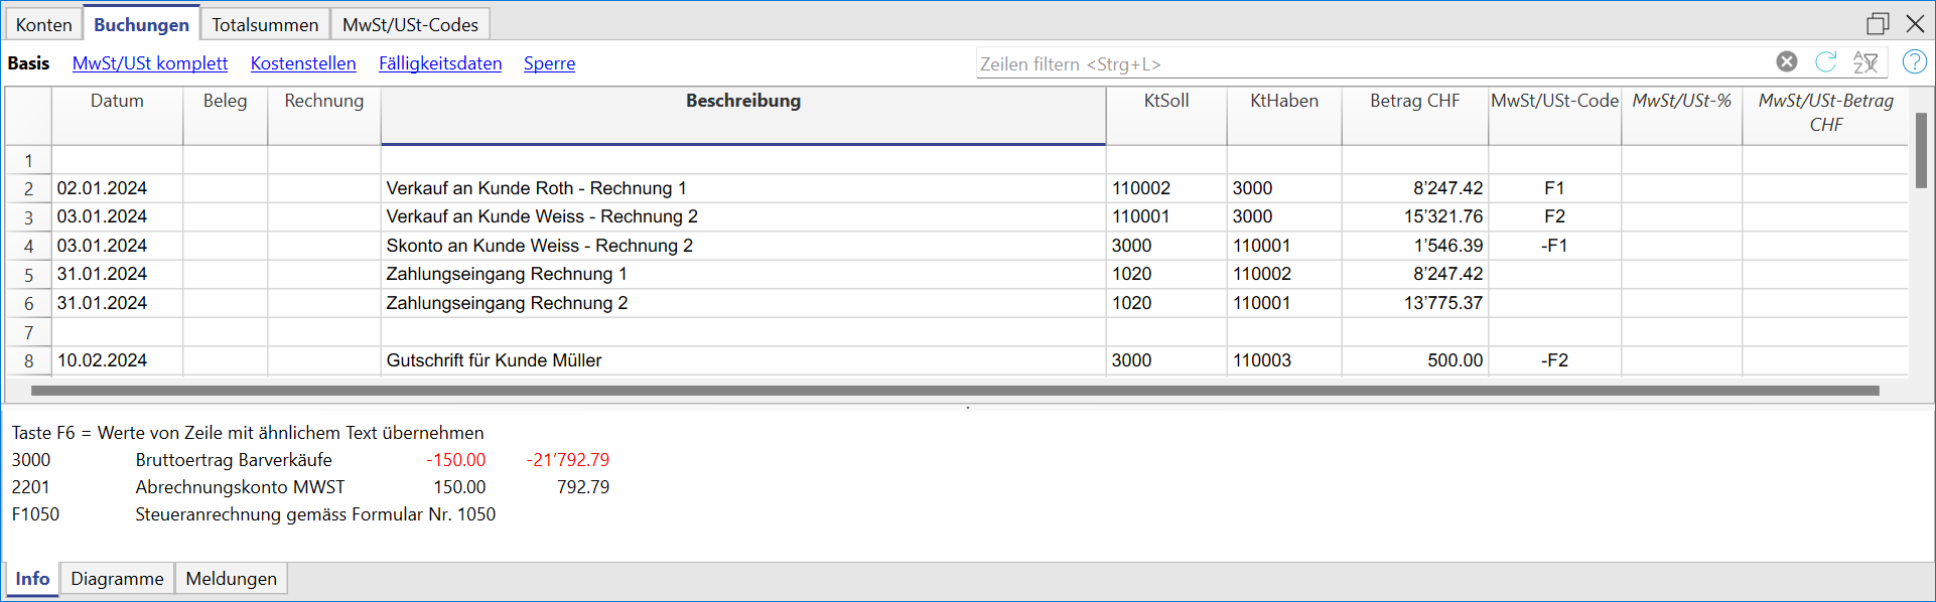 Konten Buchungen Totalsummen MwSt/USt-Codes
Basis MwSt/USt komplett Kostenstellen Fälligkeitsdaten Sperre Zeilen filtern <Strg+L>
Datum Beleg Rechnung Beschreibung KtSoll KtHaben Betrag CHF MwSt/USt-Code MwSt/USt-% MwSt/USt-Betrag CHF
1
2 02.01.2024 Verkauf an Kunde Roth - Rechnung 1 110002 3000 8'247.42 F1
3 03.01.2024 Verkauf an Kunde Weiss - Rechnung 2 110001 3000 15'321.76 F2
4 03.01.2024 Skonto an Kunde Weiss - Rechnung 2 3000 110001 1'546.39 -F1
5 31.01.2024 Zahlungseingang Rechnung 1 1020 110002 8'247.42
6 31.01.2024 Zahlungseingang Rechnung 2 1020 110001 13'775.37
7
8 10.02.2024 Gutschrift für Kunde Müller 3000 110003 500.00 -F2
Taste F6 = Werte von Zeile mit ähnlichem Text übernehmen
3000 Bruttoertrag Barverkäufe -150.00 -21'792.79
2201 Abrechnungskonto MWST 150.00 792.79
F1050 Steueranrechnung gemäss Formular Nr. 1050
Info Diagramme Meldungen